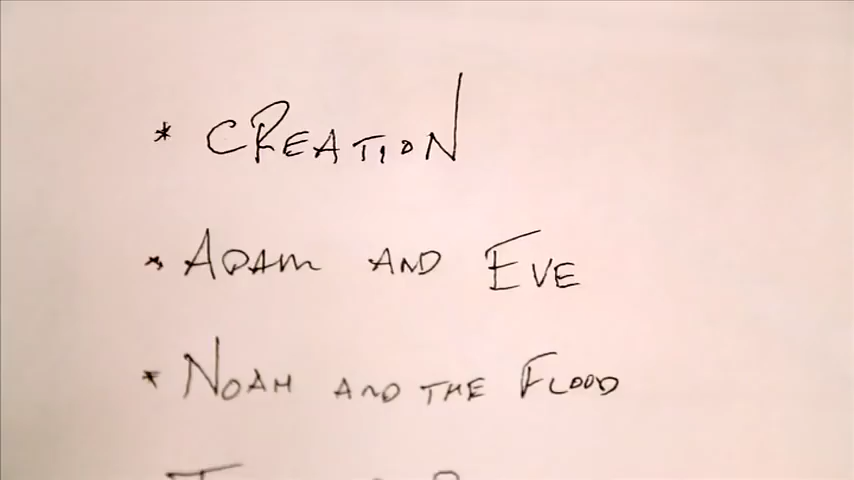 * CREATION
* ADAM AND EVE
* NOAH AND THE FLOOD